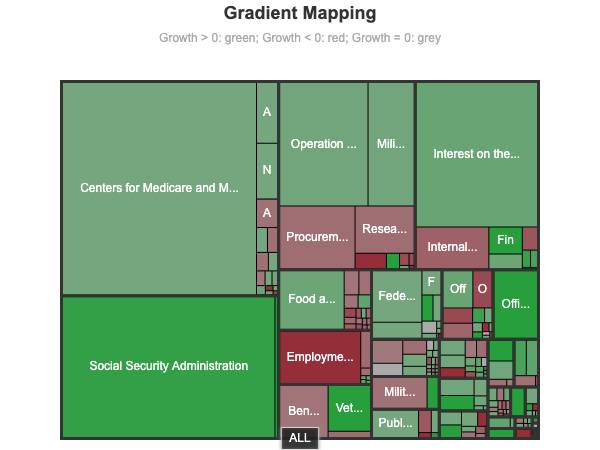 Gradient Mapping
Growth > 0: green; Growth < 0: red; Growth = 0: grey
Centers for Medicare and M...
A
N
A
Operation ...
Mili...
Interest on the...
Procurem...
Resea...
Internal...
Fin
Food a...
Fede...
F
Off
O
Offi...
Social Security Administration
Employme...
Ben...
Vet...
Milit...
Publ...
ALL